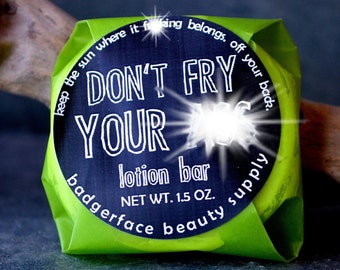 keep the sun where it belongs. off your bada.
DON'T FRY
YOUR
lotion bar
NET WT. 1.5 OZ.
badgerface beauty supply